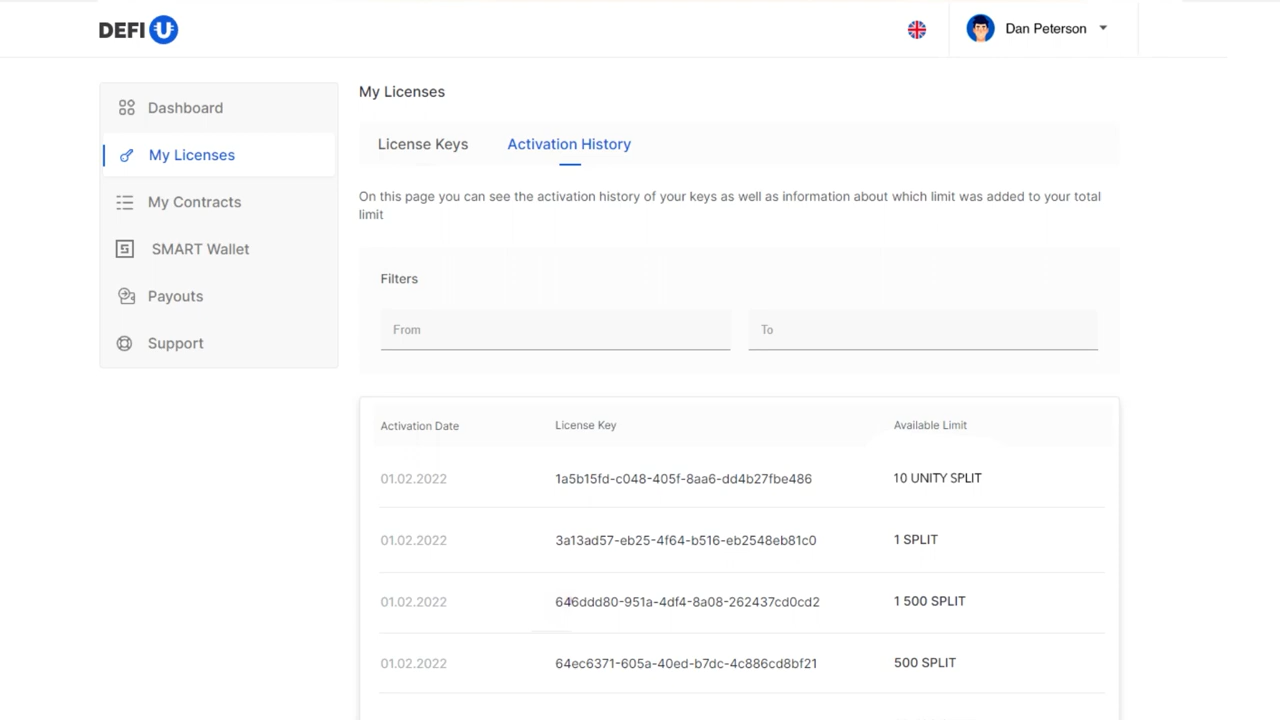 DEFI U
Dan Peterson
Dashboard
My Licenses
My Contracts
SMART Wallet
Payouts
Support
My Licenses
License Keys Activation History
On this page you can see the activation history of your keys as well as information about which limit was added to your total
limit
Filters
From To
Activation Date License Key Available Limit
01.02.2022 1a5b15fd-c048-405f-8aa6-dd4b27fbe486 10 UNITY SPLIT
01.02.2022 3a13ad57-eb25-4f64-b516-eb2548eb81c0 1 SPLIT
01.02.2022 646ddd80-951a-4df4-8a08-262437cd0cd2 1 500 SPLIT
01.02.2022 64ec6371-605a-40ed-b7dc-4c886cd8bf21 500 SPLIT